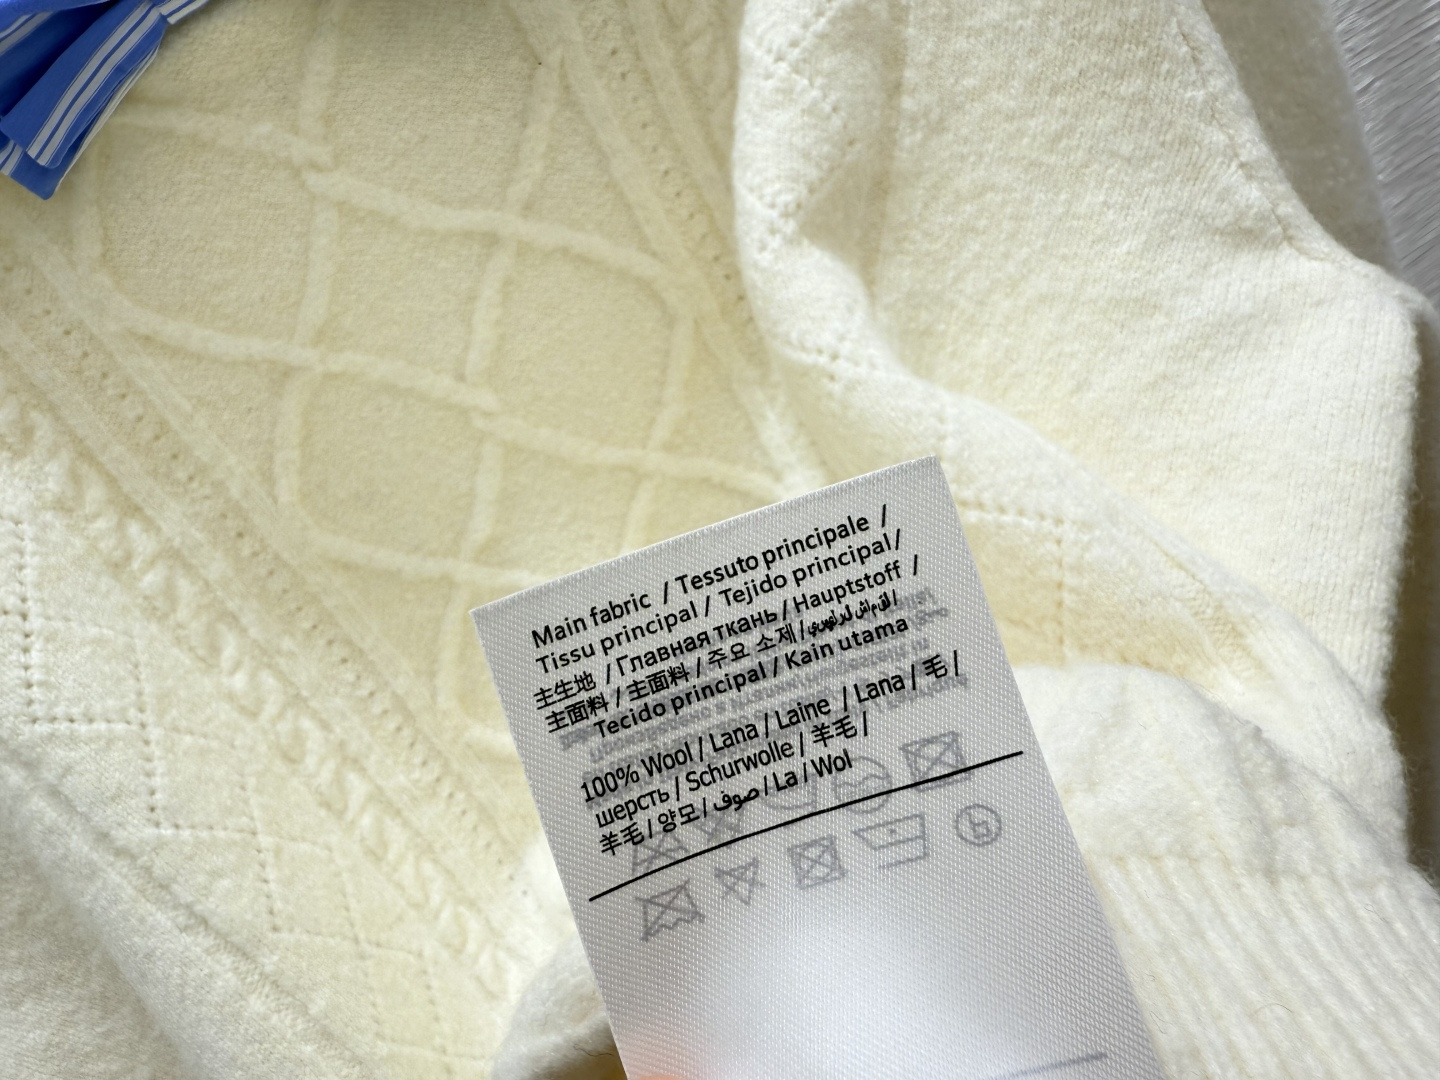 Main fabric / Tessuto principale /
Tissu principal / Tejido principal/
主生地 / Главная ткань / Hauptstoff /
主面料 / 主面料 / 주요 소제/ /
Tecido principal / Kain utama
100% Wool / Lana / Laine / Lana / 毛 /
шерсть / Schurwolle / 羊毛 /
羊毛 / 양모 / صوف / La / Wol